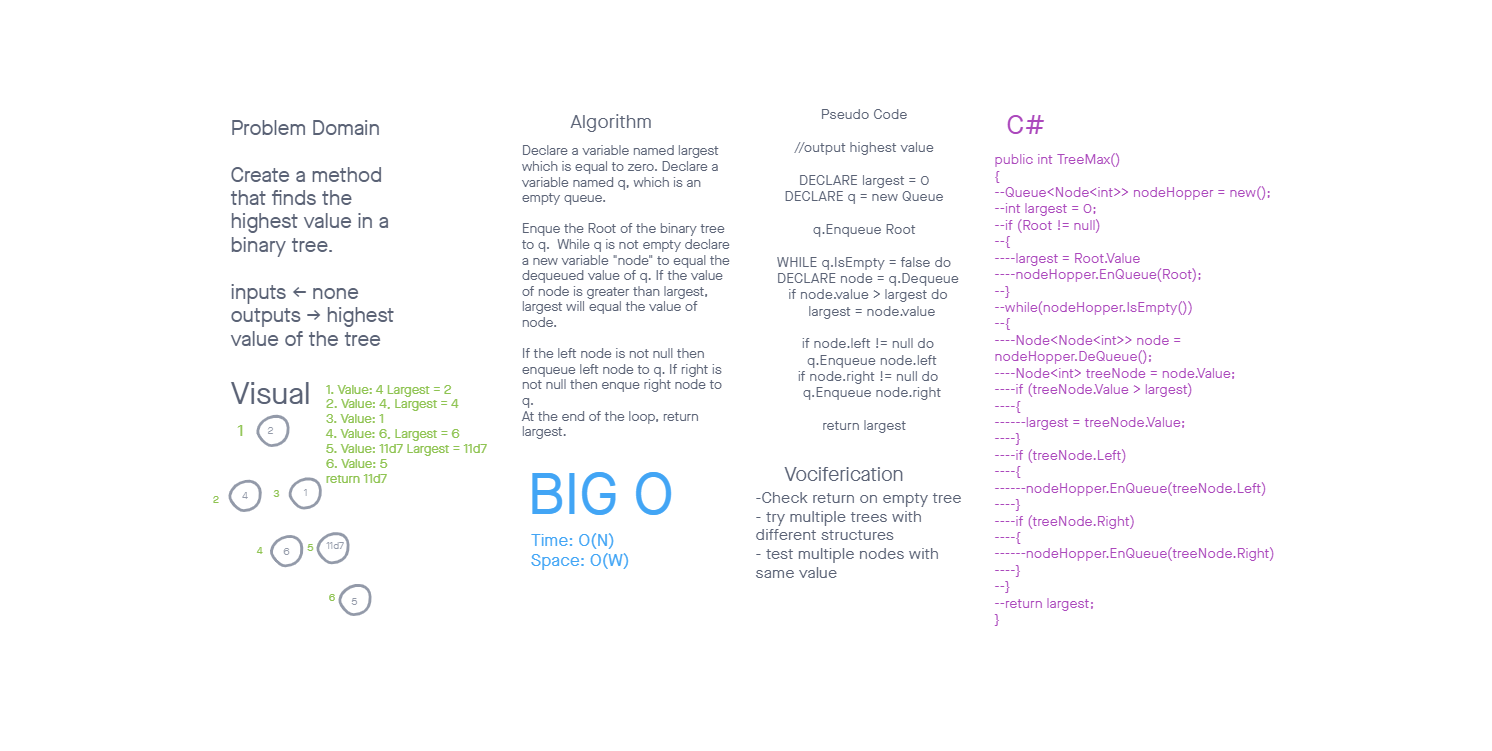 Problem Domain
Create a method
that finds the
highest value in a
binary tree.
inputs ← none
outputs → highest
value of the tree
Visual
1. Value: 4 Largest = 2
2. Value: 4, Largest = 4
3. Value: 1
4. Value: 6, Largest = 6
5. Value: 11d7 Largest = 11d7
6. Value: 5
return 11d7
1 2
2 4 3 1
4 6 5 11d7
6 5
Algorithm
Declare a variable named largest
which is equal to zero. Declare a
variable named q, which is an
empty queue.
Enque the Root of the binary tree
to q. While q is not empty declare
a new variable "node" to equal the
dequeued value of q. If the value
of node is greater than largest,
largest will equal the value of
node.
If the left node is not null then
enqueue left node to q. If right is
not null then enque right node to
q.
At the end of the loop, return
largest.
BIG O
Time: O(N)
Space: O(W)
Pseudo Code
//output highest value
DECLARE largest = 0
DECLARE q = new Queue
q.Enqueue Root
WHILE q.IsEmpty = false do
DECLARE node = q.Dequeue
if node.value > largest do
largest = node.value
if node.left != null do
q.Enqueue node.left
if node.right != null do
q.Enqueue node.right
return largest
Vociferication
-Check return on empty tree
- try multiple trees with
different structures
- test multiple nodes with
same value
C#
public int TreeMax()
{
--Queue<Node<int>> nodeHopper = new();
--int largest = 0;
--if (Root != null)
--{
----largest = Root.Value
----nodeHopper.EnQueue(Root);
--}
--while(nodeHopper.IsEmpty())
--{
----Node<Node<int>> node =
nodeHopper.DeQueue();
----Node<int> treeNode = node.Value;
----if (treeNode.Value > largest)
----{
------largest = treeNode.Value;
----}
----if (treeNode.Left)
----{
------nodeHopper.EnQueue(treeNode.Left)
----}
----if (treeNode.Right)
----{
------nodeHopper.EnQueue(treeNode.Right)
----}
--}
--return largest;
}